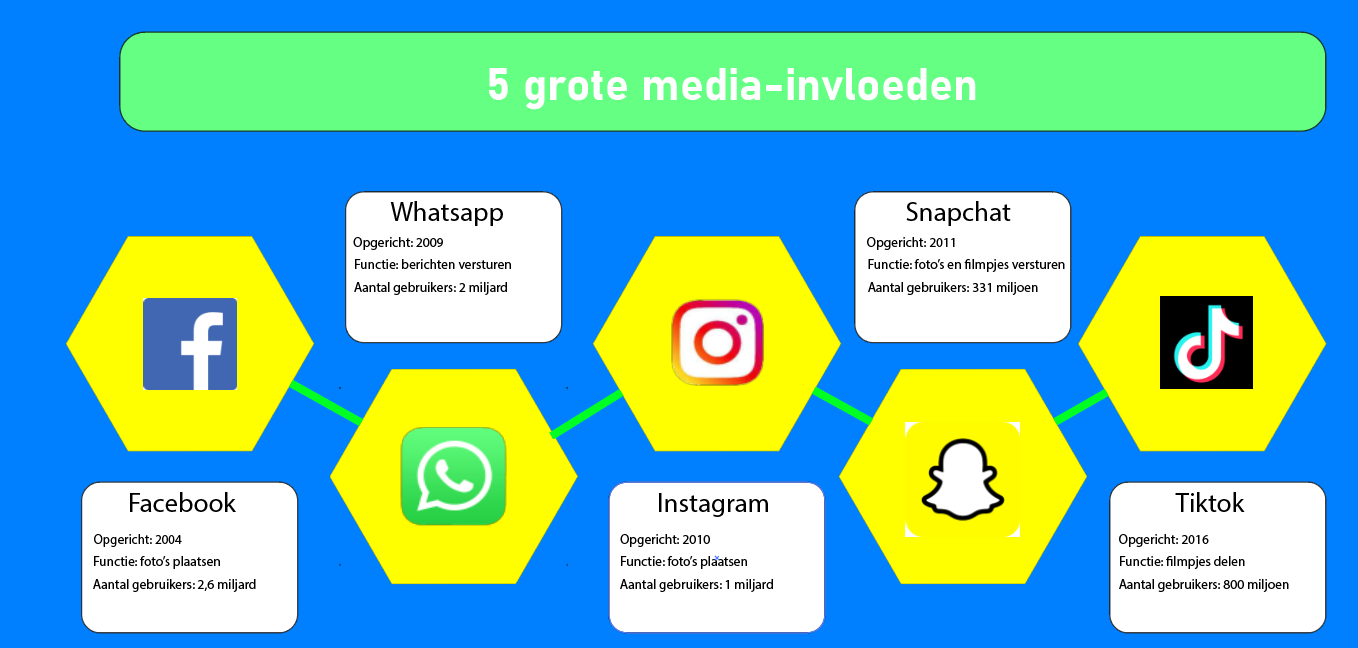 5 grote media-invloeden
Whatsapp
Opgericht: 2009
Functie: berichten versturen
Aantal gebruikers: 2 miljard
Snapchat
Opgericht: 2011
Functie: foto’s en filmpjes versturen
Aantal gebruikers: 331 miljoen
Facebook
Opgericht: 2004
Functie: foto’s plaatsen
Aantal gebruikers: 2,6 miljard
Instagram
Opgericht: 2010
Functie: foto’s plaatsen
Aantal gebruikers: 1 miljard
Tiktok
Opgericht: 2016
Functie: filmpjes delen
Aantal gebruikers: 800 miljoen